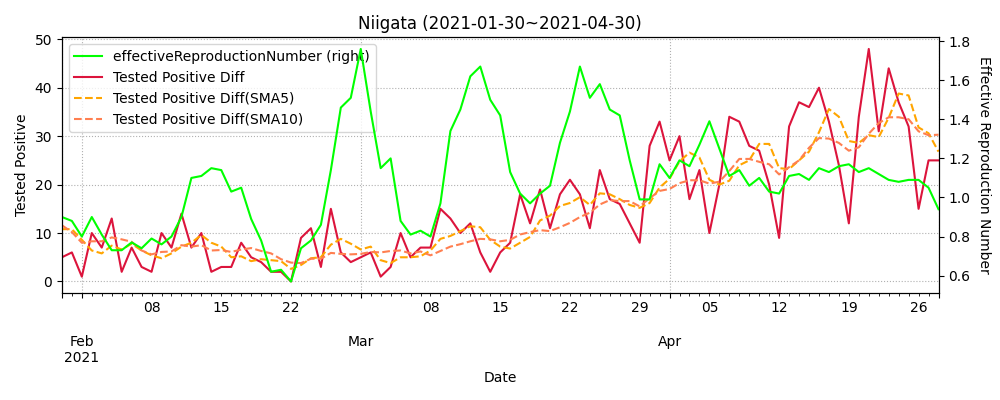 Niigata (2021-01-30~2021-04-30)
effectiveReproductionNumber (right)
Tested Positive Diff
Tested Positive Diff(SMA5)
Tested Positive Diff(SMA10)
Tested Positive
50
40
30
20
10
0
1.8
1.6
1.4
1.2
1.0
0.8
0.6
Effective Reproduction Number
08 15 22 08 15 22 29 05 12 19 26
Feb Mar Apr
2021
Date